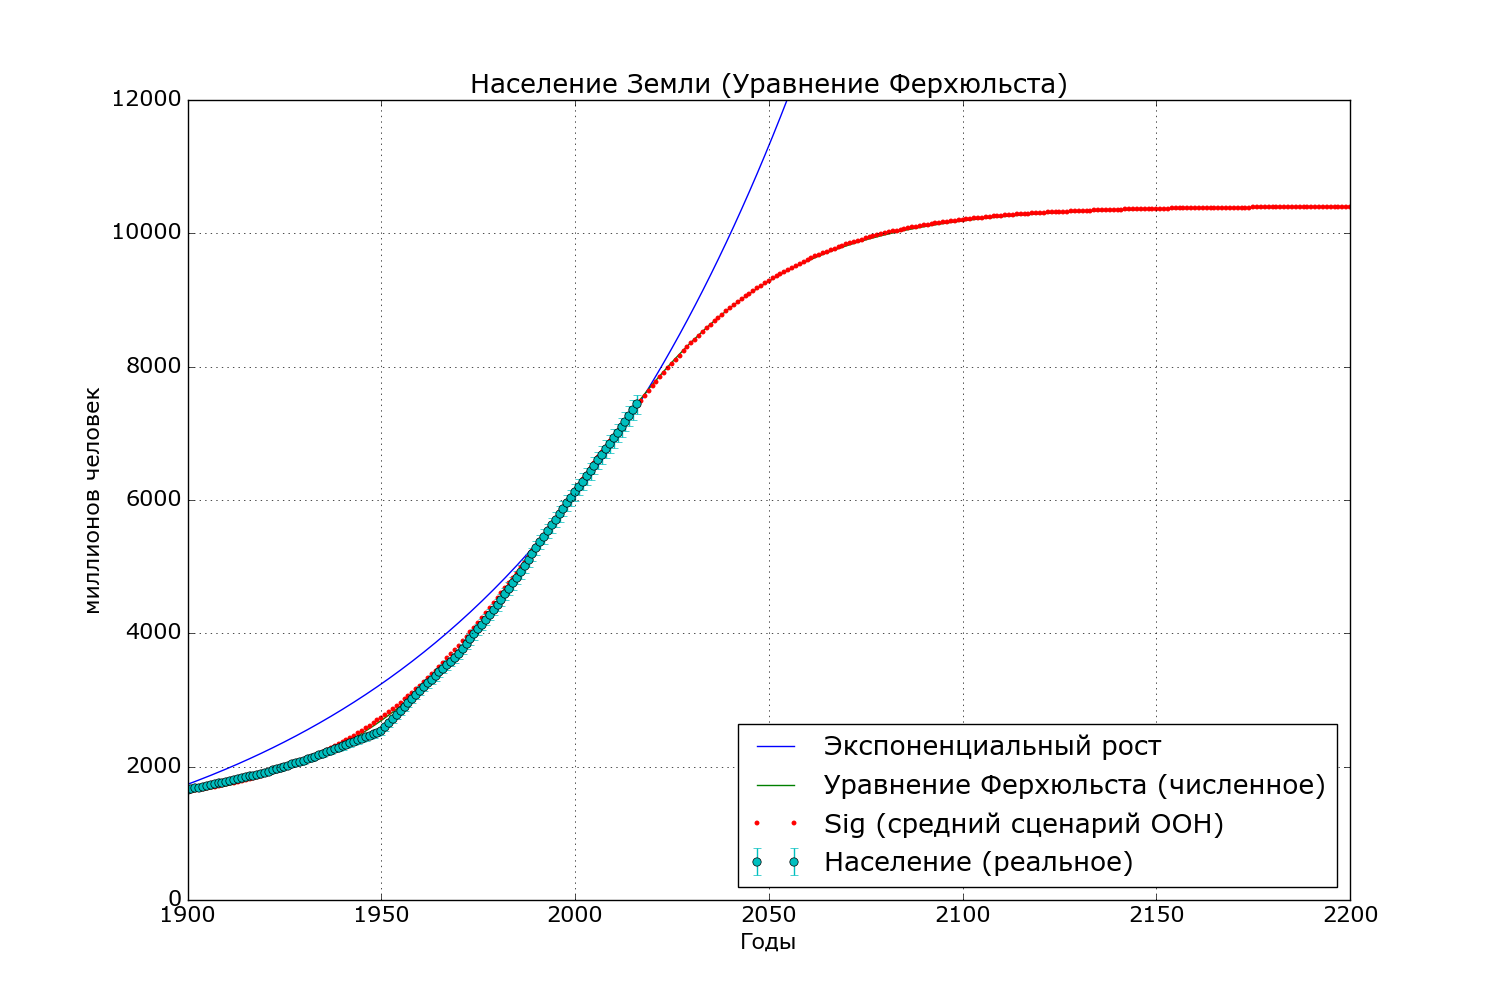 Население Земли (Уравнение Ферхюльста)
миллионов человек
12000
10000
8000
6000
4000
2000
0
1900 1950 2000 2050 2100 2150 2200
Годы
Экспоненциальный рост
Уравнение Ферхюльста (численное)
Sig (средний сценарий ООН)
Население (реальное)